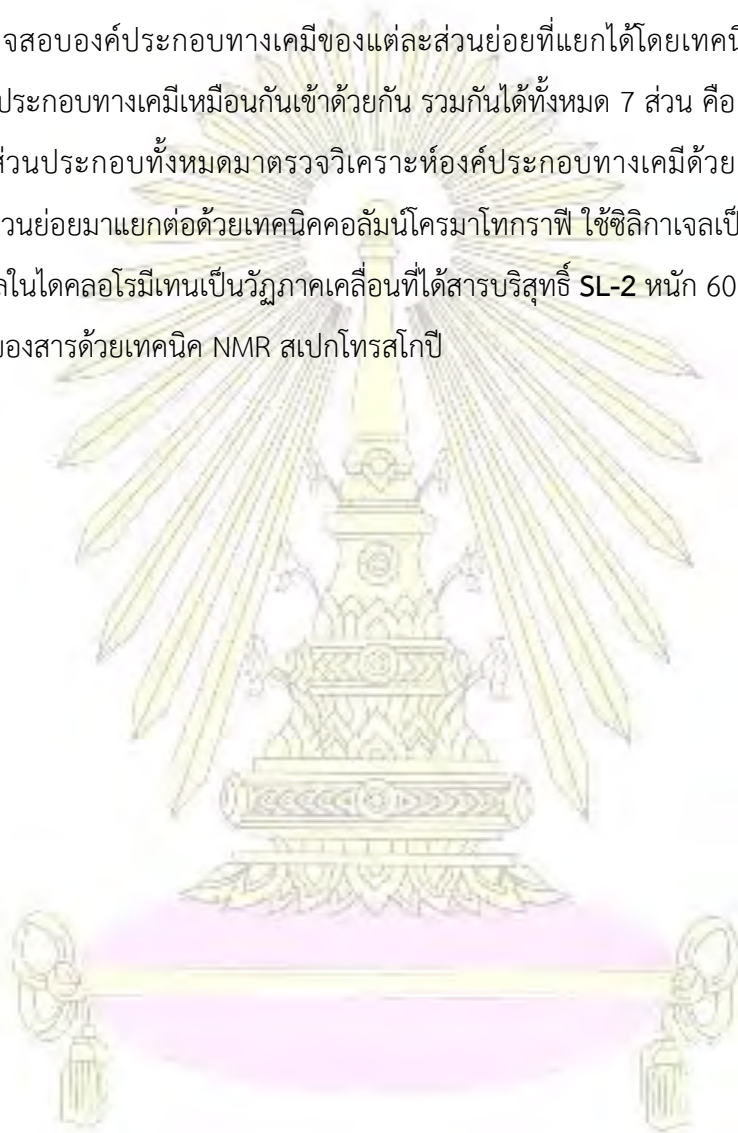 จสอบองค์ประกอบทางเคมีของแต่ละส่วนย่อยที่แยกได้โดยเทคนิ
ประกอบทางเคมีเหมือนกันเข้าด้วยกัน รวมกันได้ทั้งหมด 7 ส่วน คือ
ส่วนประกอบทั้งหมดมาตรวจวิเคราะห์องค์ประกอบทางเคมีด้วย
วนย่อยมาแยกต่อด้วยเทคนิคคอลัมน์โครมาโทกราฟี ใช้ซิลิกาเจลเป็
ลในไดคลอโรมีเทนเป็นวัฏภาคเคลื่อนที่ได้สารบริสุทธิ์ SL-2 หนัก 60
ของสารด้วยเทคนิค NMR สเปกโทรสโกปี